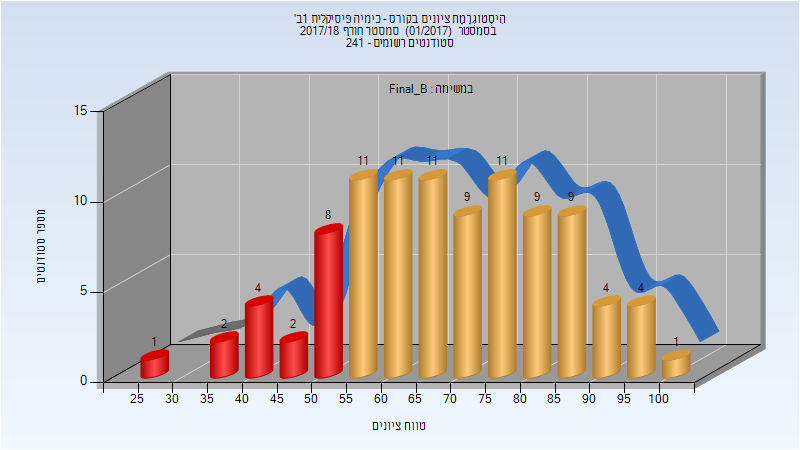 היסטוגרמת ציונים בקורס - כימיה פיסיקלית 1ב'
בסמסטר (01/2017) סמסטר חורף 2017/18
סטודנטים רשומים - 241
במשימה : Final_B
מספר סטודנטים
15
10
5
0
1
2
4
2
8
11
11
11
9
11
9
9
4
4
1
25 30 35 40 45 50 55 60 65 70 75 80 85 90 95 100
טווח ציונים